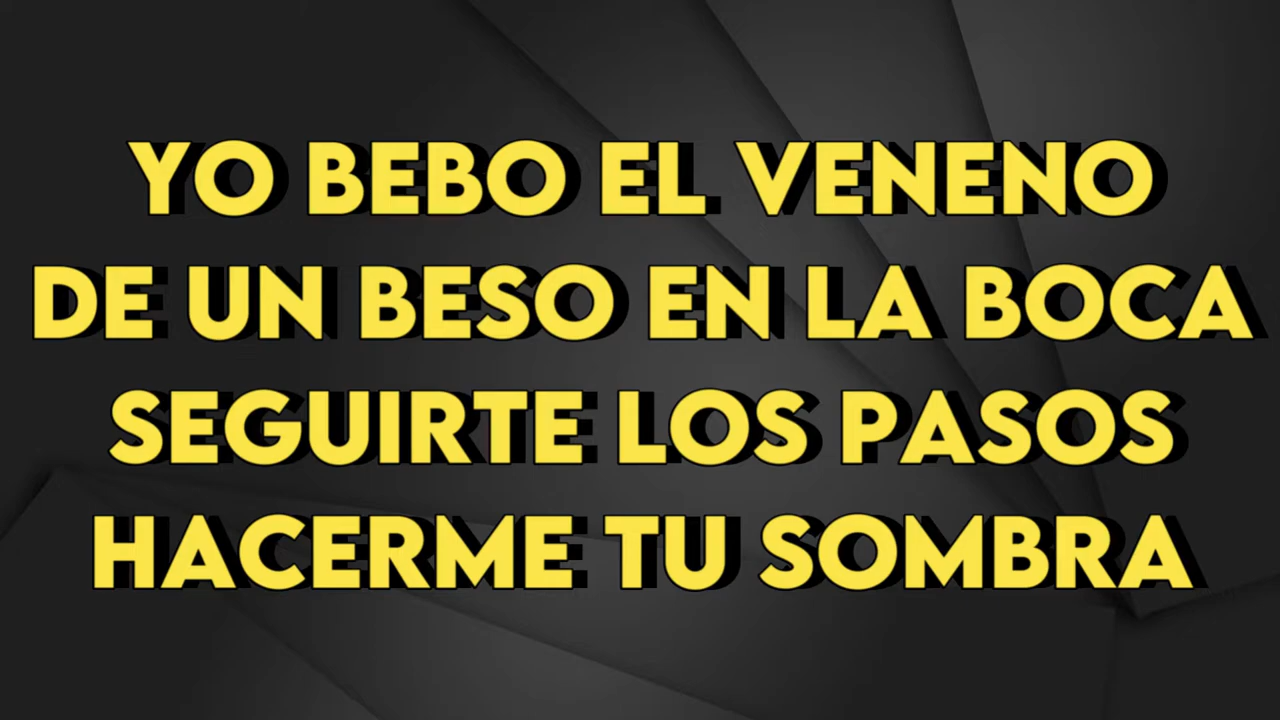 YO BEBO EL VENENO
DE UN BESO EN LA BOCA
SEGUIRTE LOS PASOS
HACERME TU SOMBRA